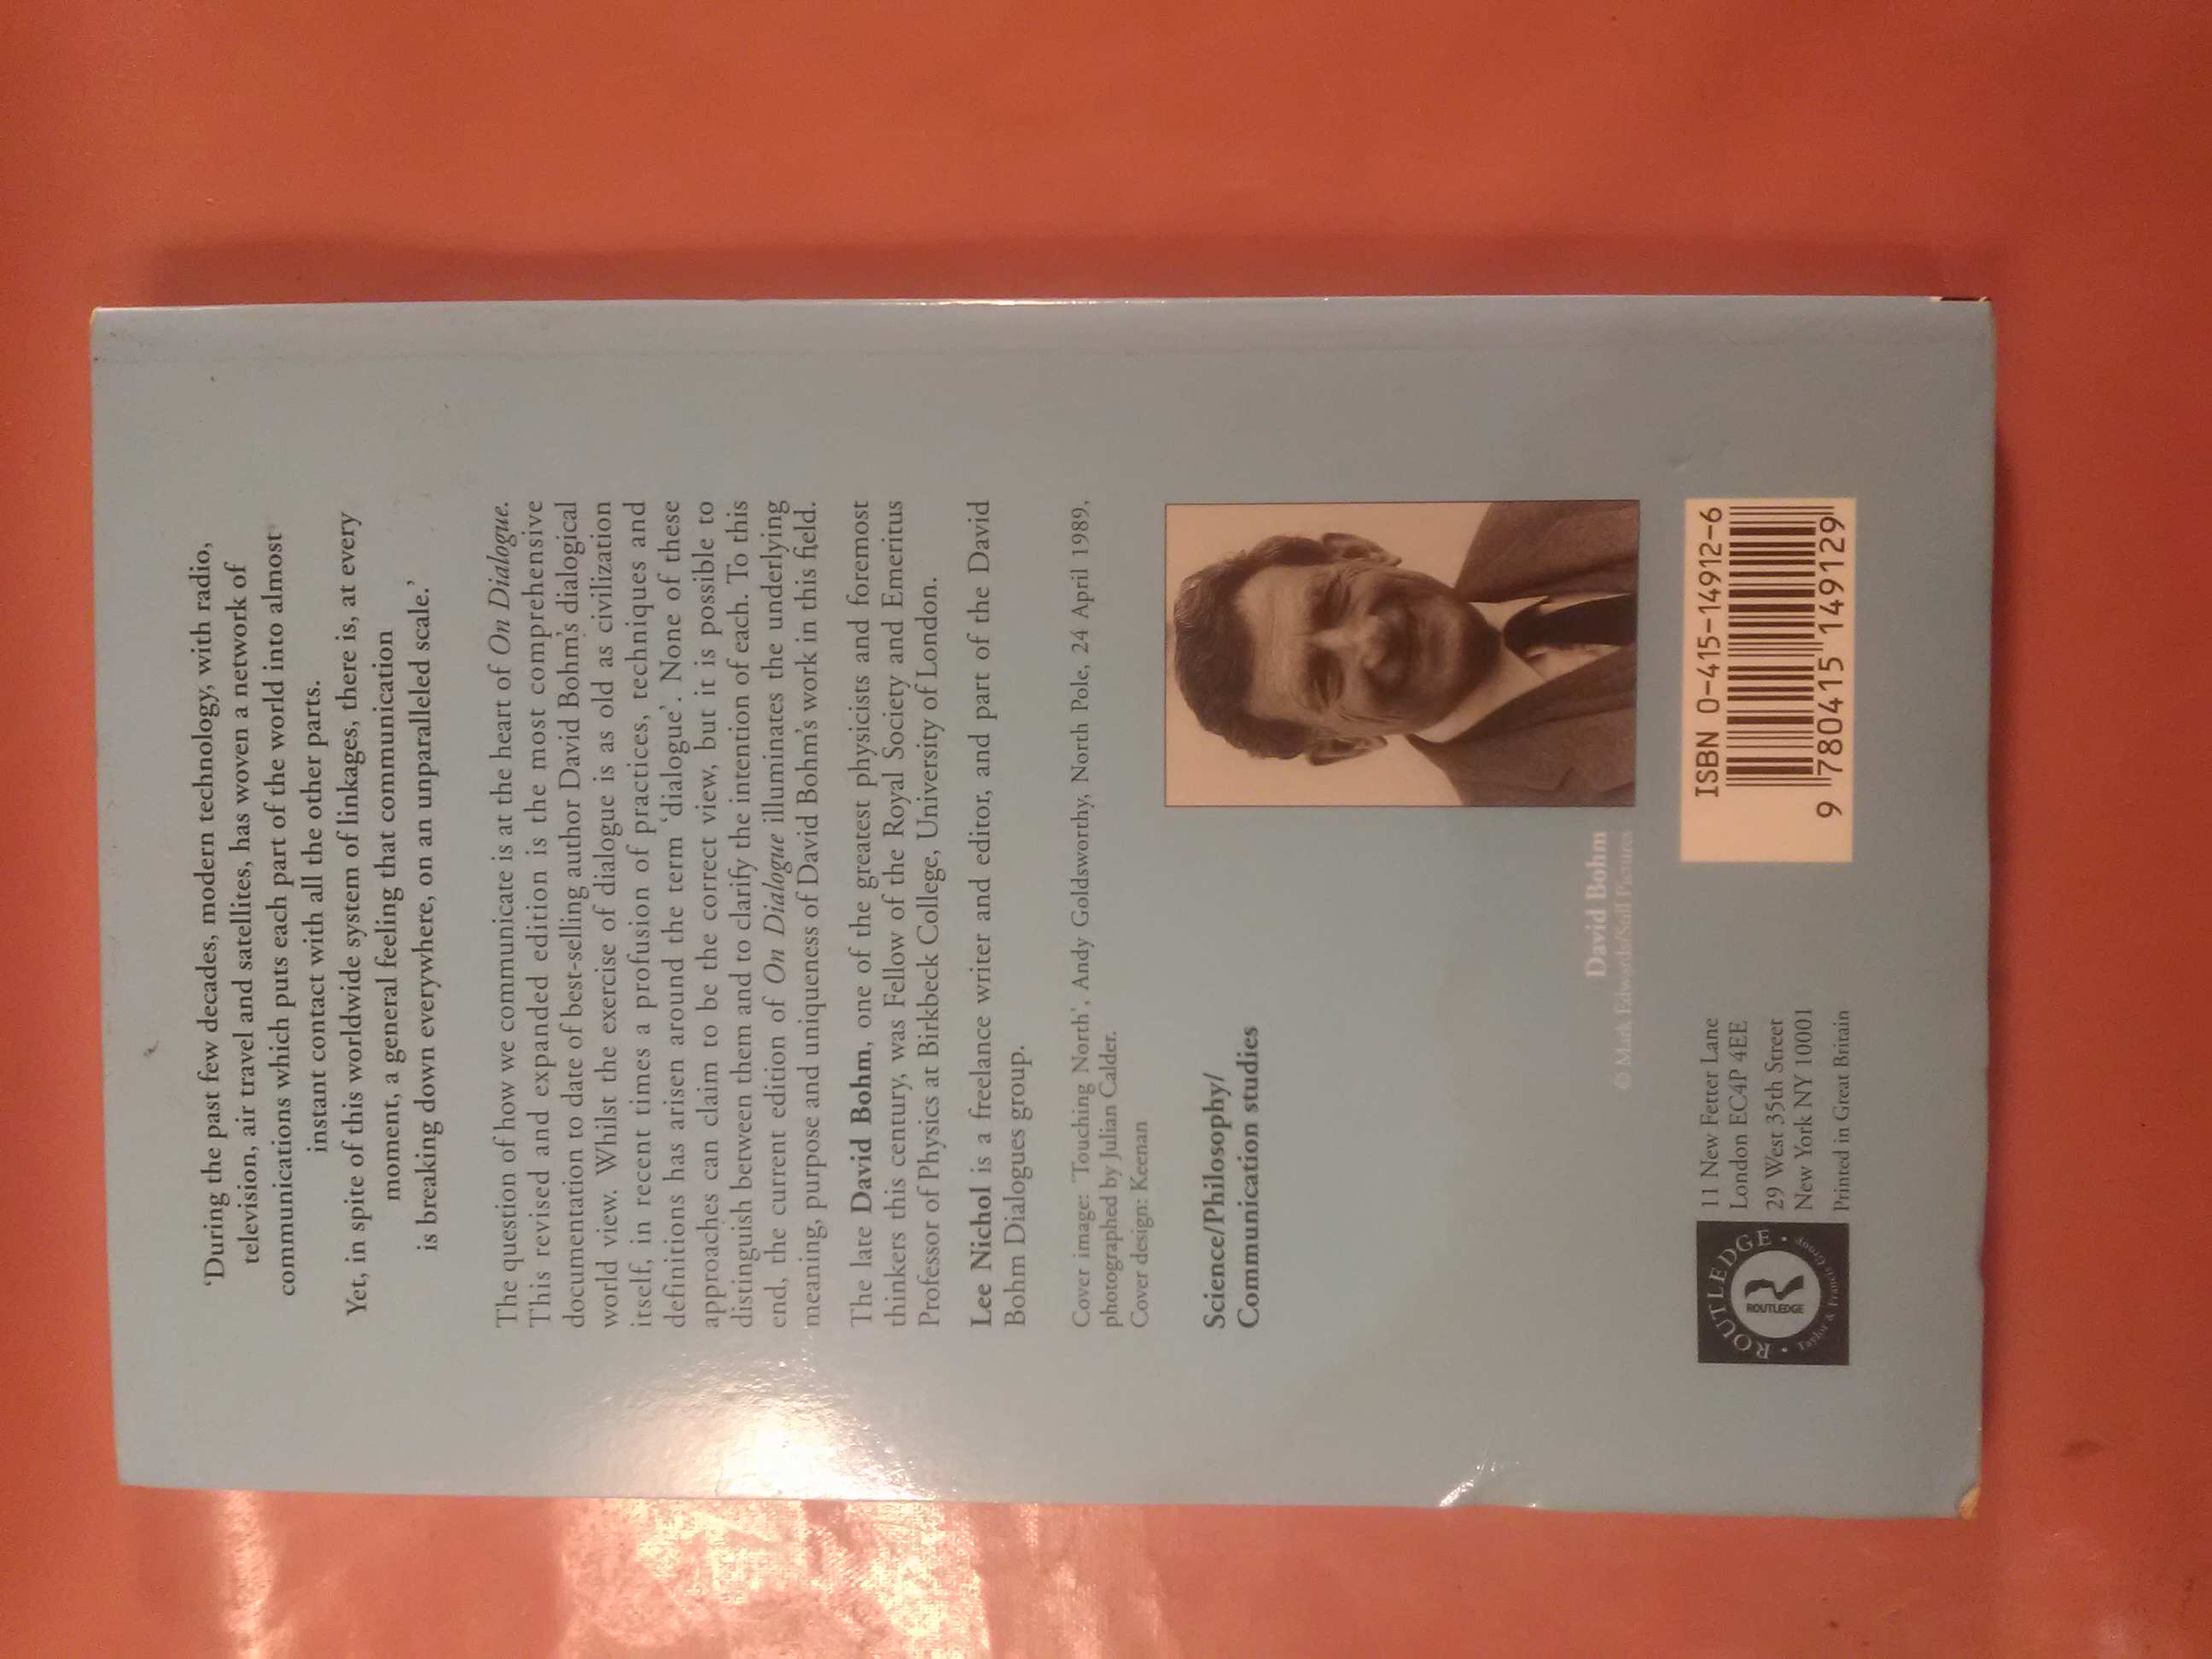 ‘During the past few decades, modern technology, with radio,
television, air travel and satellites, has woven a network of
communications which puts each part of the world into almost
instant contact with all the other parts.
Yet, in spite of this worldwide system of linkages, there is, at every
moment, a general feeling that communication
is breaking down everywhere, on an unparalleled scale.’
The question of how we communicate is at the heart of On Dialogue.
This revised and expanded edition is the most comprehensive
documentation to date of best-selling author David Bohm's dialogical
world view. Whilst the exercise of dialogue is as old as civilization
itself, in recent times a profusion of practices, techniques and
definitions has arisen around the term ‘dialogue’. None of these
approaches can claim to be the correct view, but it is possible to
distinguish between them and to clarify the intention of each. To this
end, the current edition of On Dialogue illuminates the underlying
meaning, purpose and uniqueness of David Bohm's work in this field.
The late David Bohm, one of the greatest physicists and foremost
thinkers this century, was Fellow of the Royal Society and Emeritus
Professor of Physics at Birkbeck College, University of London.
Lee Nichol is a freelance writer and editor, and part of the David
Bohm Dialogues group.
Cover image: 'Touching North', Andy Goldsworthy, North Pole, 24 April 1989,
photographed by Julian Calder.
Cover design: Keenan
Science/Philosophy/
Communication studies
David Bohm
© Mark Edwards/Still Pictures
ROUTLEDGE
ROUTLEDGE
Taylor & Francis Group
11 New Fetter Lane
London EC4P 4EE
29 West 35th Street
New York NY 10001
Printed in Great Britain
ISBN 0-415-14912-6
9 780415 149129